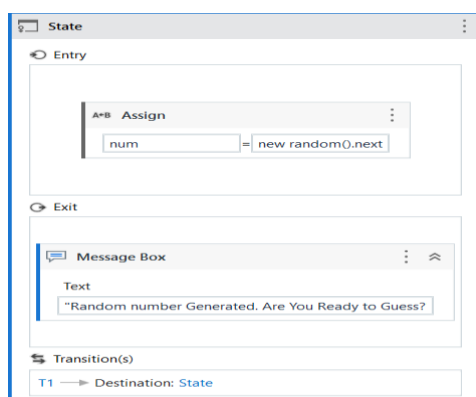 State
Entry
A+B Assign
num = new random().next
Exit
Message Box
Text
"Random number Generated. Are You Ready to Guess?
Transition(s)
T1 Destination: State